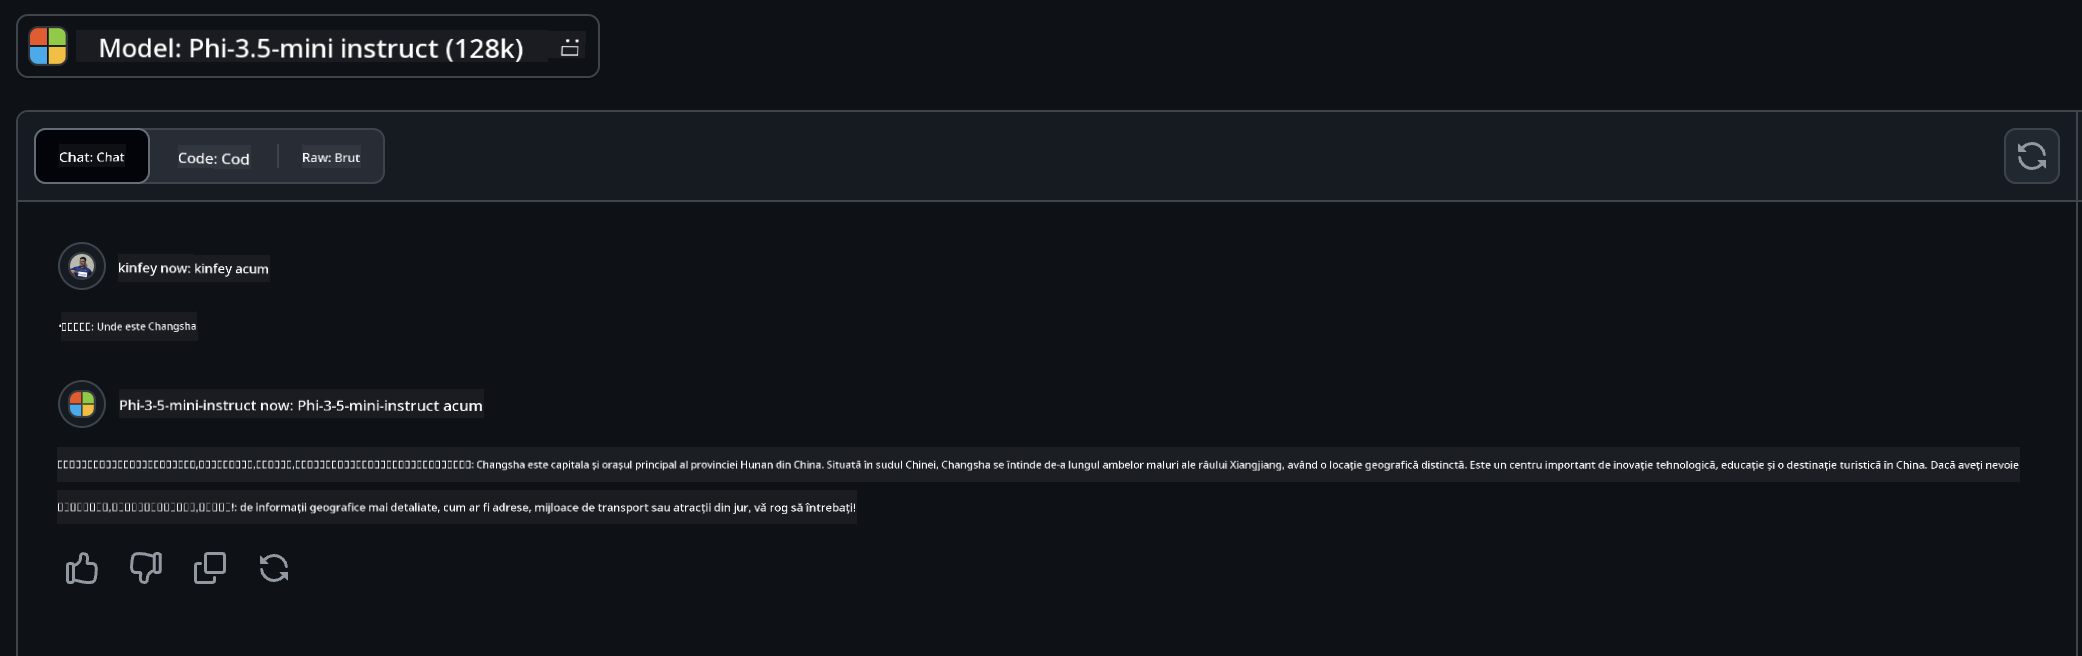 Model: Phi-3.5-mini instruct (128k)
Chat: Chat
Code: Cod
Raw: Brut
kinfey now: kinfey acum
: Unde este Changsha
Phi-3-5-mini-instruct now: Phi-3-5-mini-instruct acum
: Changsha este capitala și orașul principal al provinciei Hunan din China. Situată în sudul Chinei, Changsha se întinde de-a lungul ambelor maluri ale râului Xiangjiang, având o locație geografică distinctă. Este un centru important de inovație tehnologică, educație și o destinație turistică în China. Dacă aveți nevoie
!: de informații geografice mai detaliate, cum ar fi adrese, mijloace de transport sau atracții din jur, vă rog să întrebați!